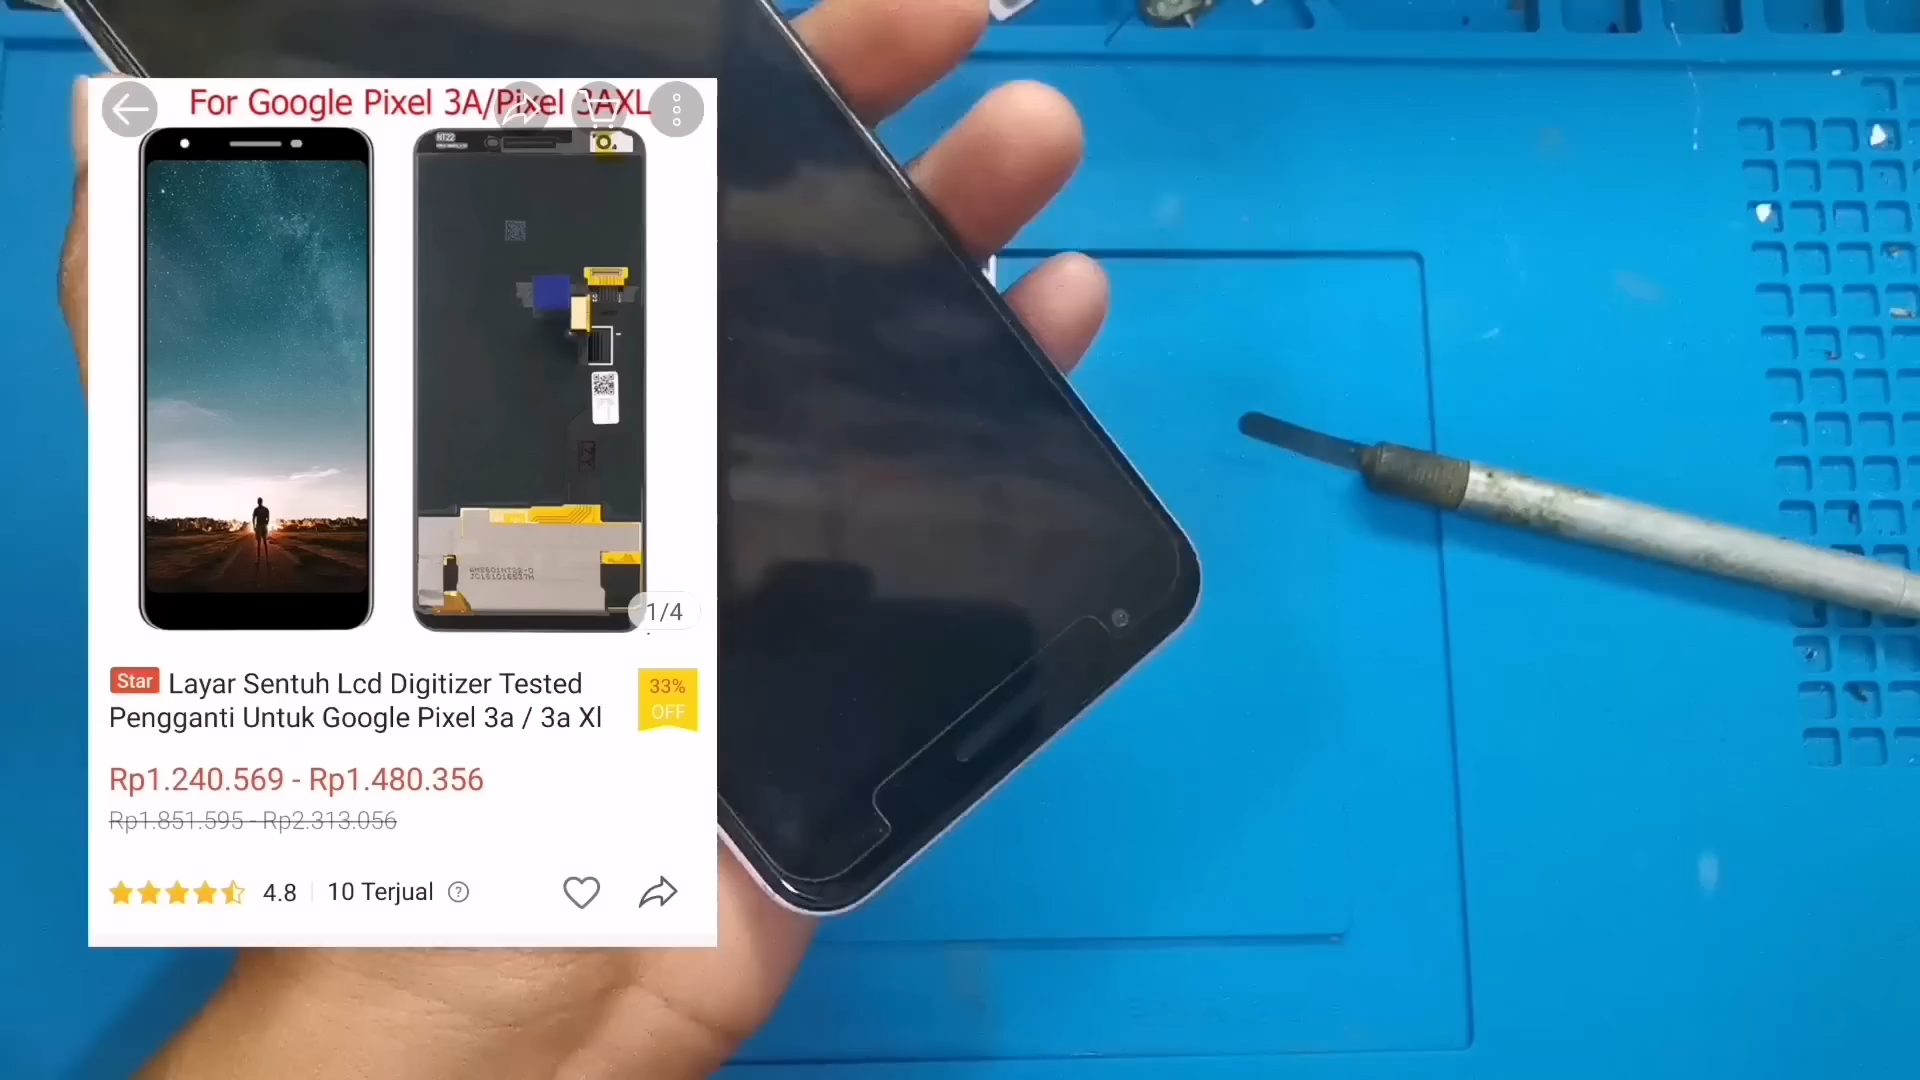 For Google Pixel 3A/Pixel 3AXL
NT22
1/4
Star Layar Sentuh Lcd Digitizer Tested
Pengganti Untuk Google Pixel 3a / 3a Xl
33%
OFF
Rp1.240.569 - Rp1.480.356
Rp1.851.595 - Rp2.313.056
4.8 10 Terjual ?